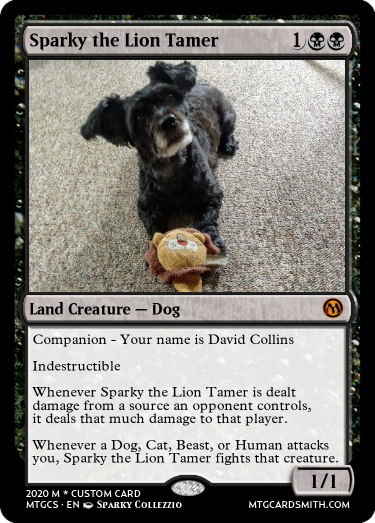 Sparky the Lion Tamer 1
Land Creature — Dog
Companion - Your name is David Collins
Indestructible
Whenever Sparky the Lion Tamer is dealt
damage from a source an opponent controls,
it deals that much damage to that player.
Whenever a Dog, Cat, Beast, or Human attacks
you, Sparky the Lion Tamer fights that creature.
1/1
2020 M * CUSTOM CARD
MTGCS · EN SPARKY COLLEZZIO
MTGCARDSMITH.COM